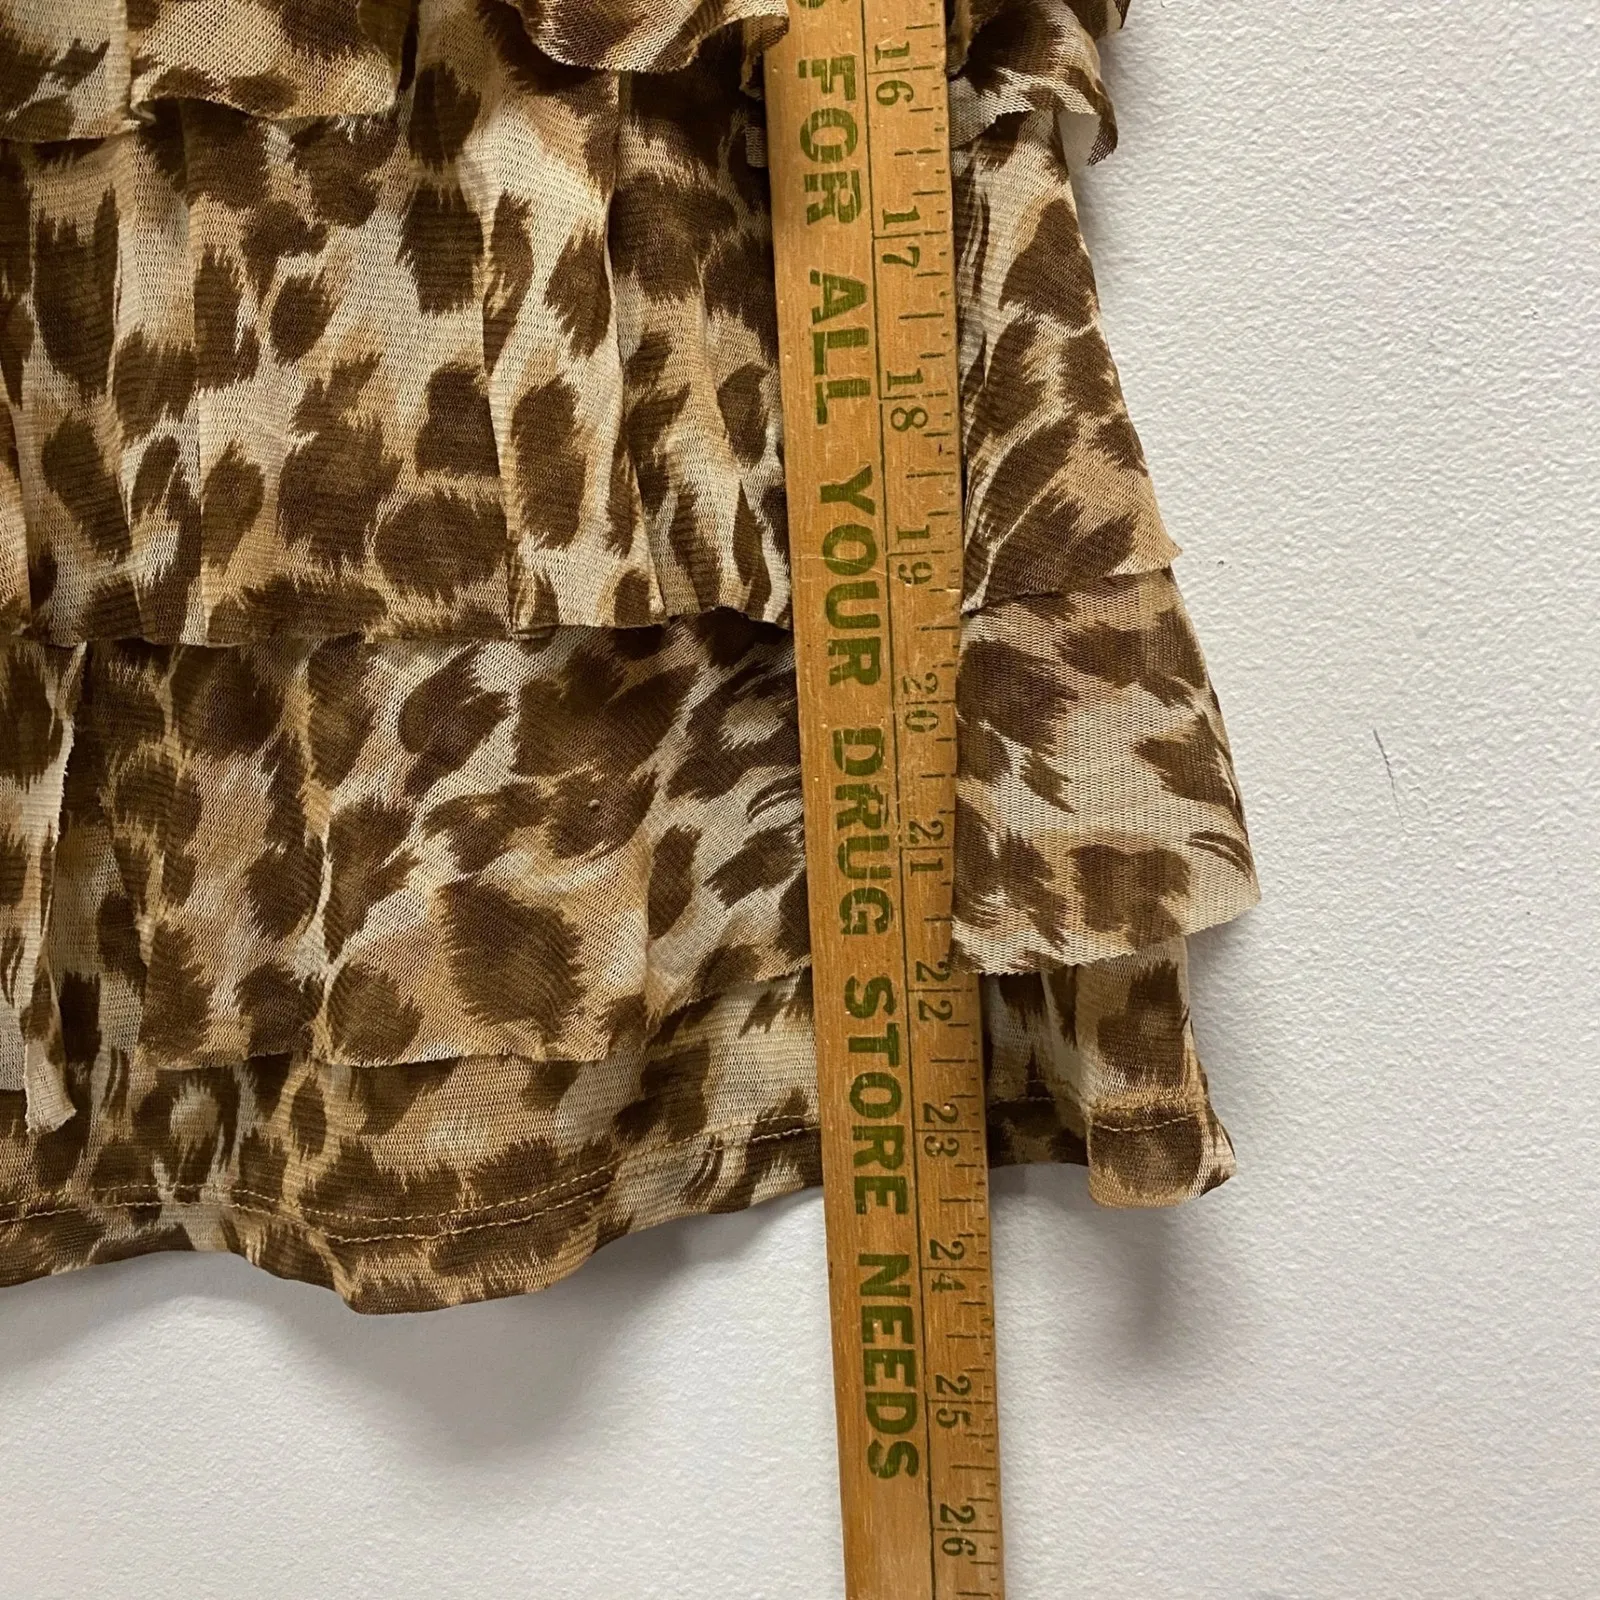 FOR ALL YOUR DRUG STORE NEEDS
16 17 18 19 20 21 22 23 24 25 26